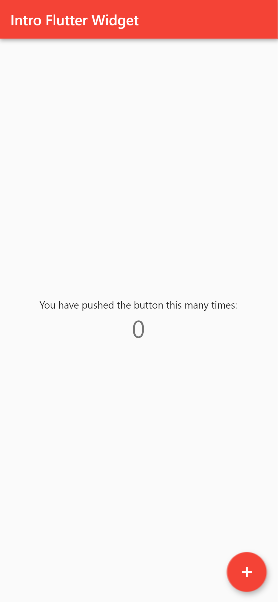 Intro Flutter Widget
You have pushed the button this many times:
0
+